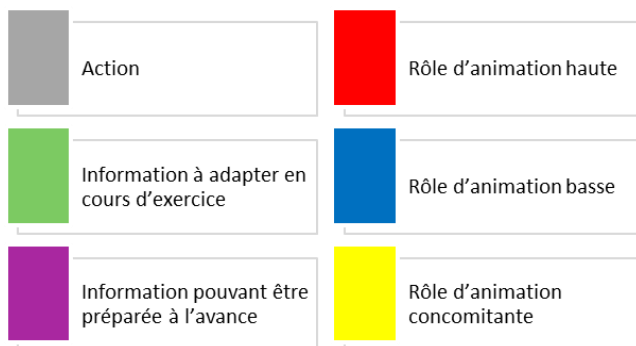 Action
Rôle d’animation haute
Information à adapter en
cours d’exercice
Rôle d’animation basse
Information pouvant être
préparée à l’avance
Rôle d’animation
concomitante